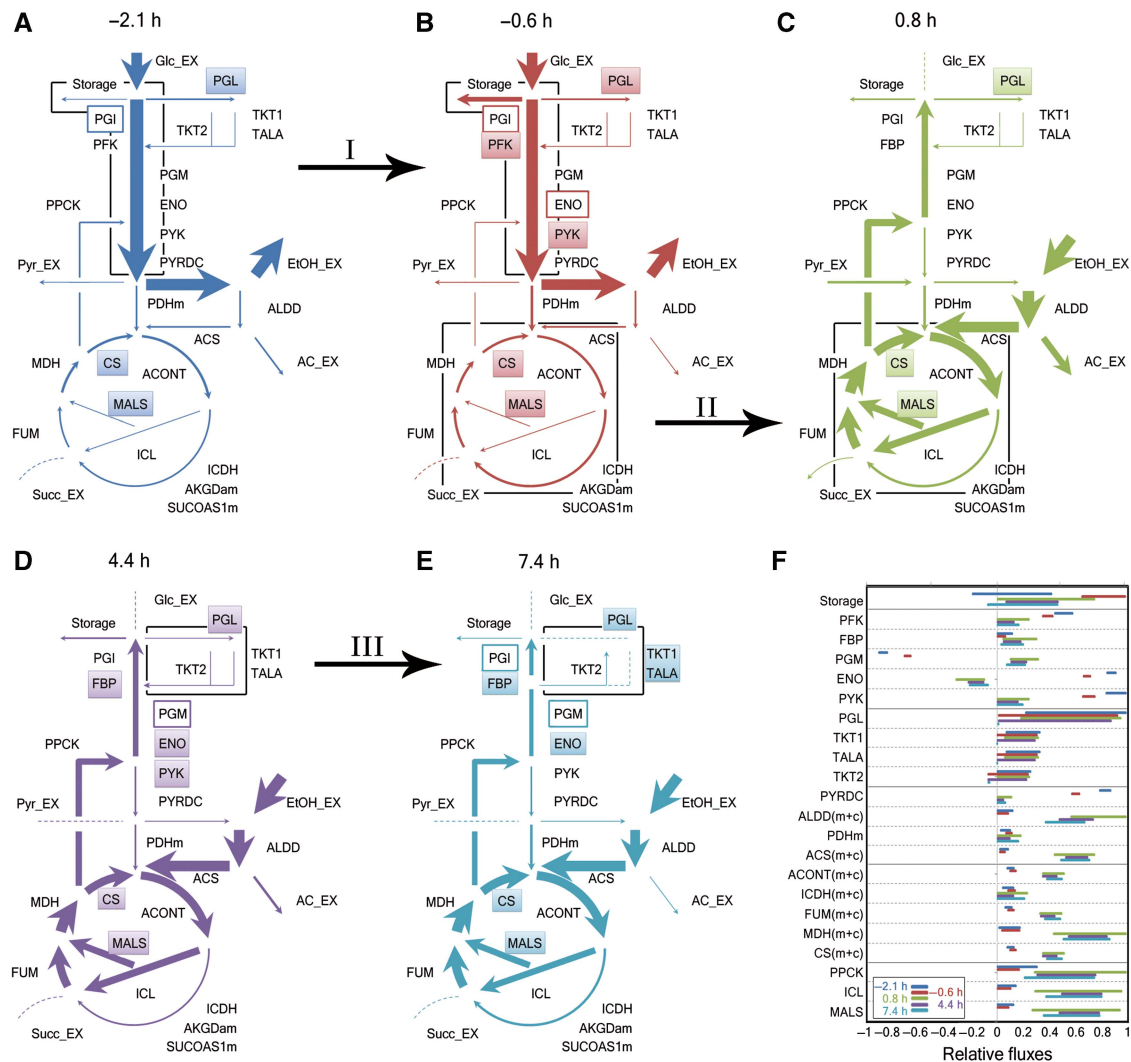 A
−2.1 h
Glc_EX
Storage
PGL
PGI
TKT1
TKT2
TALA
PFK
PGM
PPCK
ENO
PYK
Pyr_EX
PYRDC
EtOH_EX
PDHm
ALDD
ACS
MDH
CS
ACONT
AC_EX
MALS
FUM
ICL
ICDH
Succ_EX
AKGDam
SUCOAS1m
I
B
−0.6 h
Glc_EX
Storage
PGL
PGI
TKT1
TKT2
TALA
PFK
PGM
PPCK
ENO
PYK
Pyr_EX
PYRDC
EtOH_EX
PDHm
ALDD
ACS
MDH
CS
ACONT
AC_EX
MALS
FUM
ICL
ICDH
Succ_EX
AKGDam
SUCOAS1m
II
C
0.8 h
Glc_EX
Storage
PGL
PGI
TKT1
TKT2
TALA
FBP
PGM
PPCK
ENO
PYK
Pyr_EX
PYRDC
EtOH_EX
PDHm
ALDD
ACS
MDH
CS
ACONT
AC_EX
MALS
FUM
ICL
ICDH
Succ_EX
AKGDam
SUCOAS1m
D
4.4 h
Glc_EX
Storage
PGL
PGI
TKT1
TKT2
TALA
FBP
PGM
PPCK
ENO
PYK
Pyr_EX
PYRDC
EtOH_EX
PDHm
ALDD
ACS
MDH
CS
ACONT
AC_EX
MALS
FUM
ICL
ICDH
Succ_EX
AKGDam
SUCOAS1m
III
E
7.4 h
Glc_EX
Storage
PGL
PGI
TKT1
TKT2
TALA
FBP
PGM
PPCK
ENO
PYK
Pyr_EX
PYRDC
EtOH_EX
PDHm
ALDD
ACS
MDH
CS
ACONT
AC_EX
MALS
FUM
ICL
ICDH
Succ_EX
AKGDam
SUCOAS1m
F
Storage
PFK
FBP
PGM
ENO
PYK
PGL
TKT1
TALA
TKT2
PYRDC
ALDD(m+c)
PDHm
ACS(m+c)
ACONT(m+c)
ICDH(m+c)
FUM(m+c)
MDH(m+c)
CS(m+c)
PPCK
ICL
MALS
−2.1 h
−0.6 h
0.8 h
4.4 h
7.4 h
−1 −0.8 −0.6 −0.4 −0.2 0 0.2 0.4 0.6 0.8 1
Relative fluxes